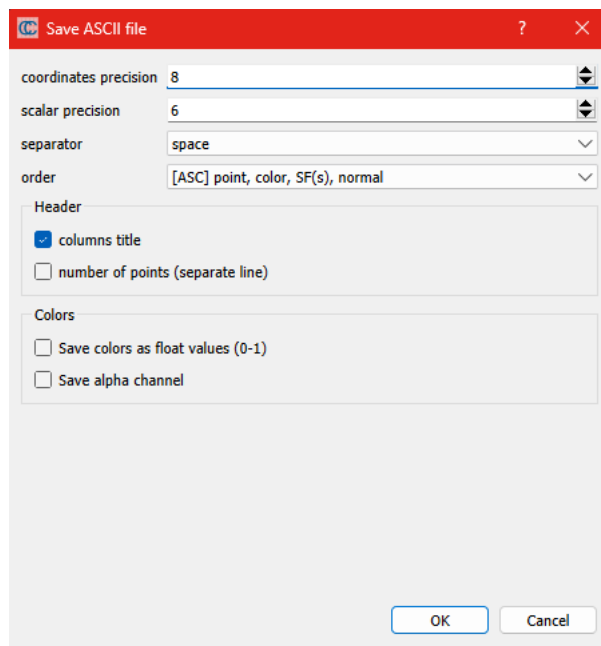 Save ASCII file ?
coordinates precision 8
scalar precision 6
separator space
order [ASC] point, color, SF(s), normal
Header
columns title
number of points (separate line)
Colors
Save colors as float values (0-1)
Save alpha channel
OK Cancel